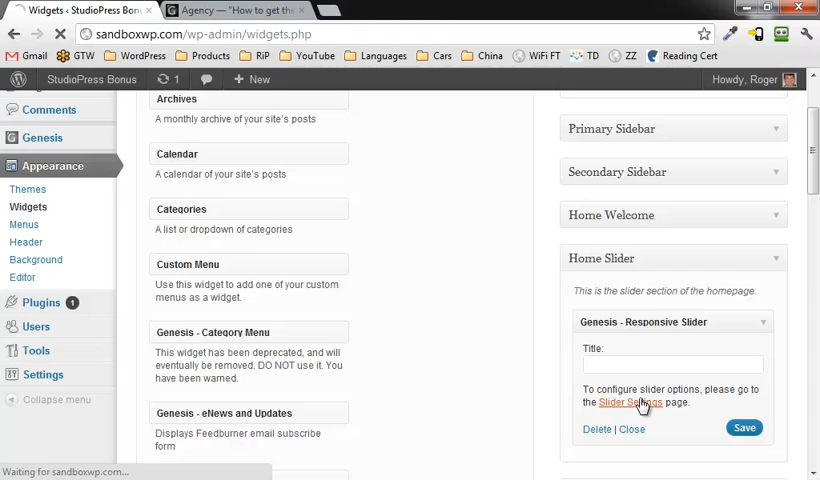 Widgets ‹ StudioPress Bonu
Agency — "How to get the
sandboxwp.com/wp-admin/widgets.php
Gmail
GTW
WordPress
Products
RiP
YouTube
Languages
Cars
China
WiFi FT
TD
ZZ
Reading Cert
StudioPress Bonus
1
New
Howdy, Roger
Comments
Genesis
Appearance
Themes
Widgets
Menus
Header
Background
Editor
Plugins 1
Users
Tools
Settings
Collapse menu
Archives
A monthly archive of your site's posts
Calendar
A calendar of your site's posts
Categories
A list or dropdown of categories
Custom Menu
Use this widget to add one of your custom
menus as a widget.
Genesis - Category Menu
This widget has been deprecated, and will
eventually be removed. DO NOT use it. You
have been warned.
Genesis - eNews and Updates
Displays Feedburner email subscribe
form
Primary Sidebar
Secondary Sidebar
Home Welcome
Home Slider
This is the slider section of the homepage.
Genesis - Responsive Slider
Title:
To configure slider options, please go to
the Slider Settings page.
Delete | Close
Save
Waiting for sandboxwp.com...